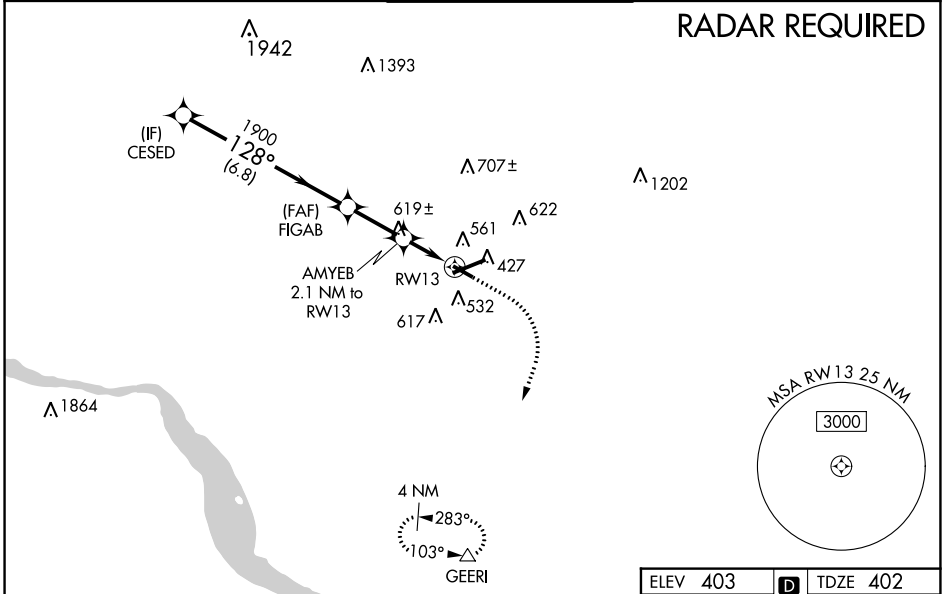 RADAR REQUIRED
1942
1393
(IF)
CESED
1900
128°
(6.8)
707±
1202
(FAF)
FIGAB
619±
622
561
AMYEB
2.1 NM to
RW13
RW13
427
532
617
1864
MSA RW13 25 NM
3000
4 NM
283°
103°
GEERI
ELEV 403
D
TDZE 402